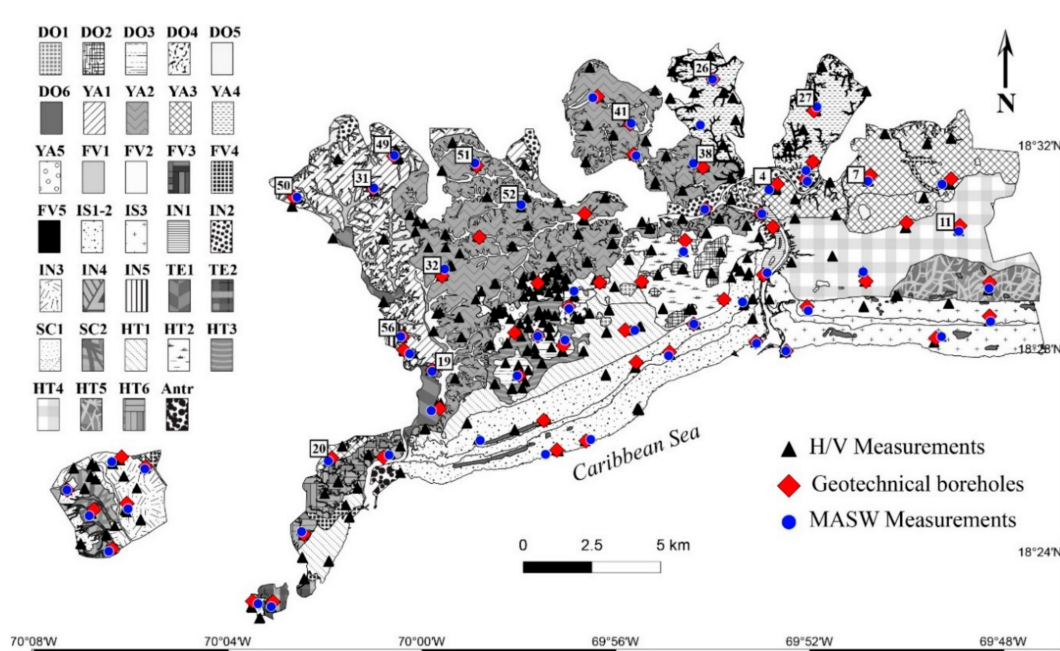 DO1 DO2 DO3 DO4 DO5
DO6 YA1 YA2 YA3 YA4
YA5 FV1 FV2 FV3 FV4
FV5 IS1-2 IS3 IN1 IN2
IN3 IN4 IN5 TE1 TE2
SC1 SC2 HT1 HT2 HT3
HT4 HT5 HT6 Antr
N
26
27
41
49
51
38
4
7
31
50
52
11
32
56
19
20
18°32'N
18°28'N
18°24'N
Caribbean Sea
H/V Measurements
Geotechnical boreholes
MASW Measurements
0 2.5 5 km
70°08'W 70°04'W 70°00'W 69°56'W 69°52'W 69°48'W